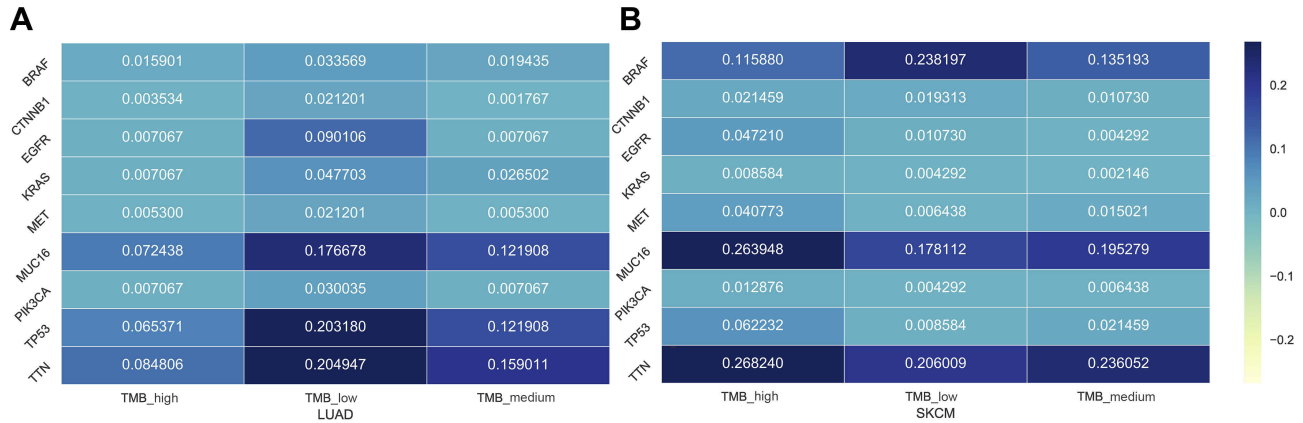 A
B
BRAF 0.015901 0.033569 0.019435
CTNNB1 0.003534 0.021201 0.001767
EGFR 0.007067 0.090106 0.007067
KRAS 0.007067 0.047703 0.026502
MET 0.005300 0.021201 0.005300
MUC16 0.072438 0.176678 0.121908
PIK3CA 0.007067 0.030035 0.007067
TP53 0.065371 0.203180 0.121908
TTN 0.084806 0.204947 0.159011
TMB_high TMB_low TMB_medium
LUAD
BRAF 0.115880 0.238197 0.135193
CTNNB1 0.021459 0.019313 0.010730
EGFR 0.047210 0.010730 0.004292
KRAS 0.008584 0.004292 0.002146
MET 0.040773 0.006438 0.015021
MUC16 0.263948 0.178112 0.195279
PIK3CA 0.012876 0.004292 0.006438
TP53 0.062232 0.008584 0.021459
TTN 0.268240 0.206009 0.236052
TMB_high TMB_low TMB_medium
SKCM
0.2
0.1
0.0
−0.1
−0.2